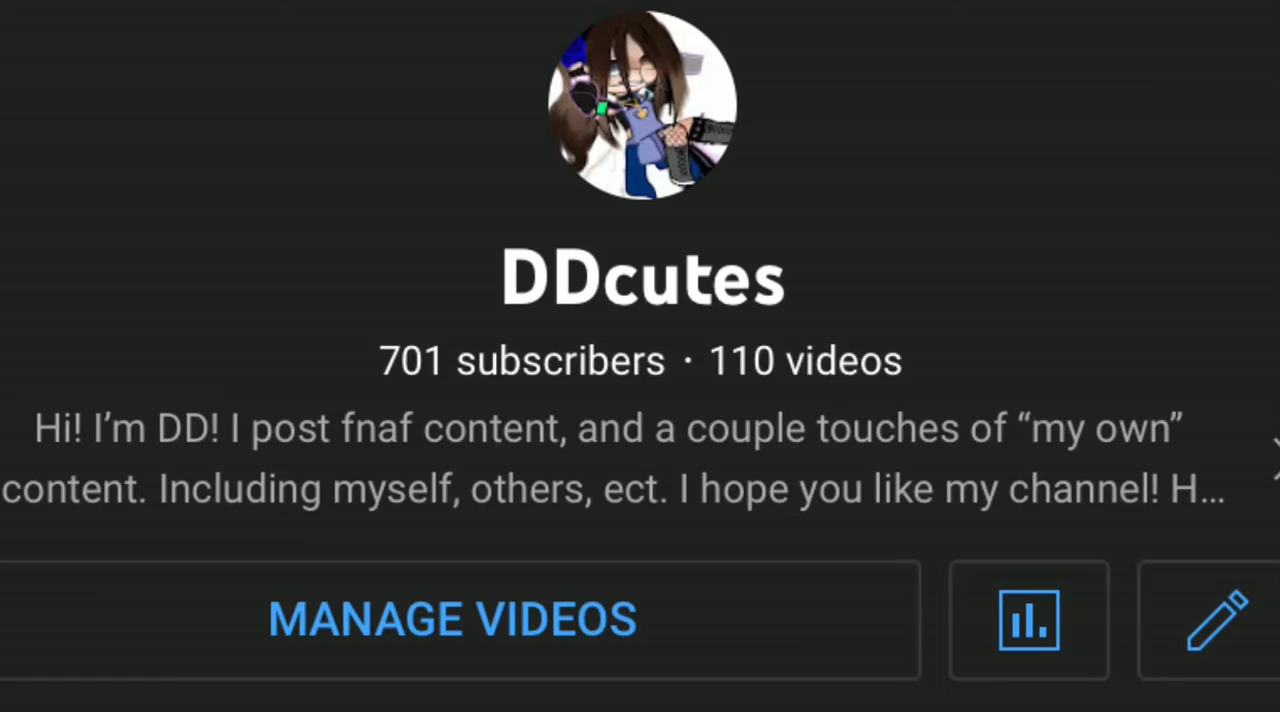 DDcutes
701 subscribers · 110 videos
Hi! I’m DD! I post fnaf content, and a couple touches of “my own”
content. Including myself, others, ect. I hope you like my channel! H...
MANAGE VIDEOS